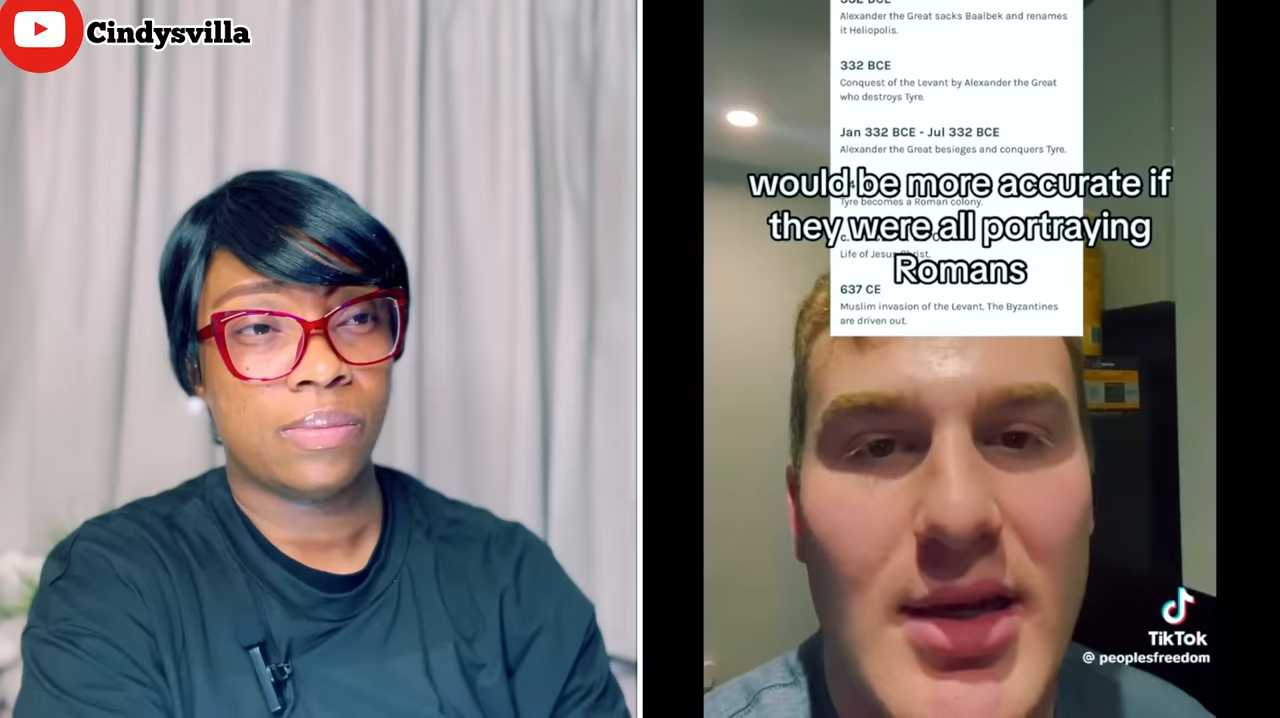 Cindysvilla
332 BCE
Alexander the Great sacks Baalbek and renames
it Heliopolis.
332 BCE
Conquest of the Levant by Alexander the Great
who destroys Tyre.
Jan 332 BCE - Jul 332 BCE
Alexander the Great besieges and conquers Tyre.
would be more accurate if
Tyre becomes a Roman colony.
they were all portraying
Life of Jesus Christ.
Romans
637 CE
Muslim invasion of the Levant. The Byzantines
are driven out.
TikTok
@ peoplesfreedom